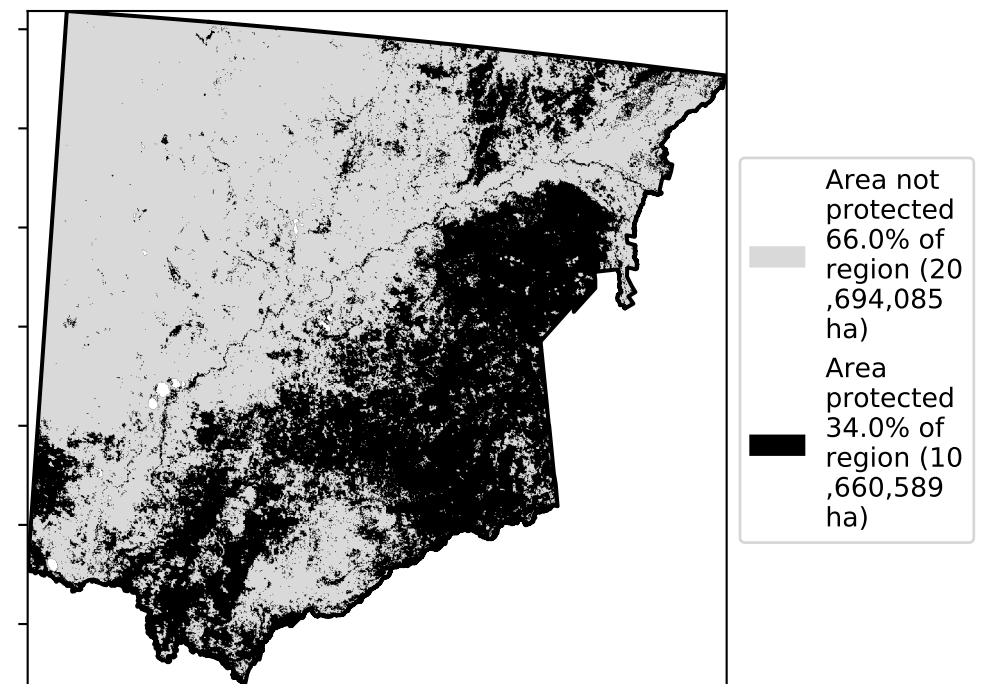 Area not
protected
66.0% of
region (20
,694,085
ha)
Area
protected
34.0% of
region (10
,660,589
ha)